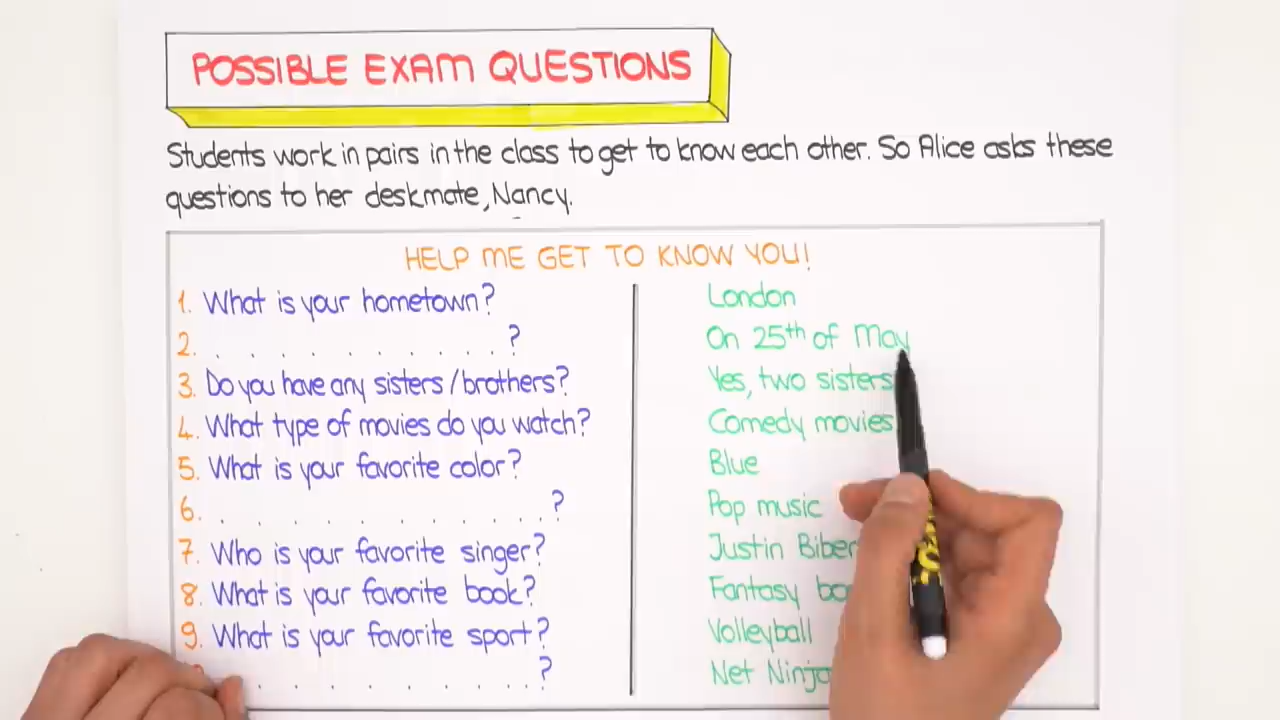 POSSIBLE EXAM QUESTIONS
Students work in pairs in the class to get to know each other. So Alice asks these
questions to her deskmate, Nancy.
HELP ME GET TO KNOW YOU!
1. What is your hometown? London
2. . . . . . . . . . . . ? On 25th of May
3. Do you have any sisters/brothers? Yes, two sisters
4. What type of movies do you watch? Comedy movies
5. What is your favorite color? Blue
6. . . . . . . . . . . . ? Pop music
7. Who is your favorite singer? Justin Biber
8. What is your favorite book? Fantasy
9. What is your favorite sport? Volleyball
. . . . . . . . . . ? Net Ninja